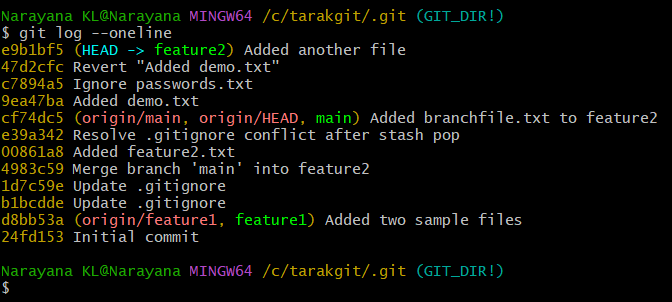 Narayana KL@Narayana MINGW64 /c/tarakgit/.git (GIT_DIR!)
$ git log --oneline
e9b1bf5 (HEAD -> feature2) Added another file
47d2cfc Revert "Added demo.txt"
c7894a5 Ignore passwords.txt
9ea47ba Added demo.txt
cf74dc5 (origin/main, origin/HEAD, main) Added branchfile.txt to feature2
e39a342 Resolve .gitignore conflict after stash pop
00861a8 Added feature2.txt
4983c59 Merge branch 'main' into feature2
1d7c59e Update .gitignore
b1bcdde Update .gitignore
d8bb53a (origin/feature1, feature1) Added two sample files
24fd153 Initial commit
Narayana KL@Narayana MINGW64 /c/tarakgit/.git (GIT_DIR!)
$